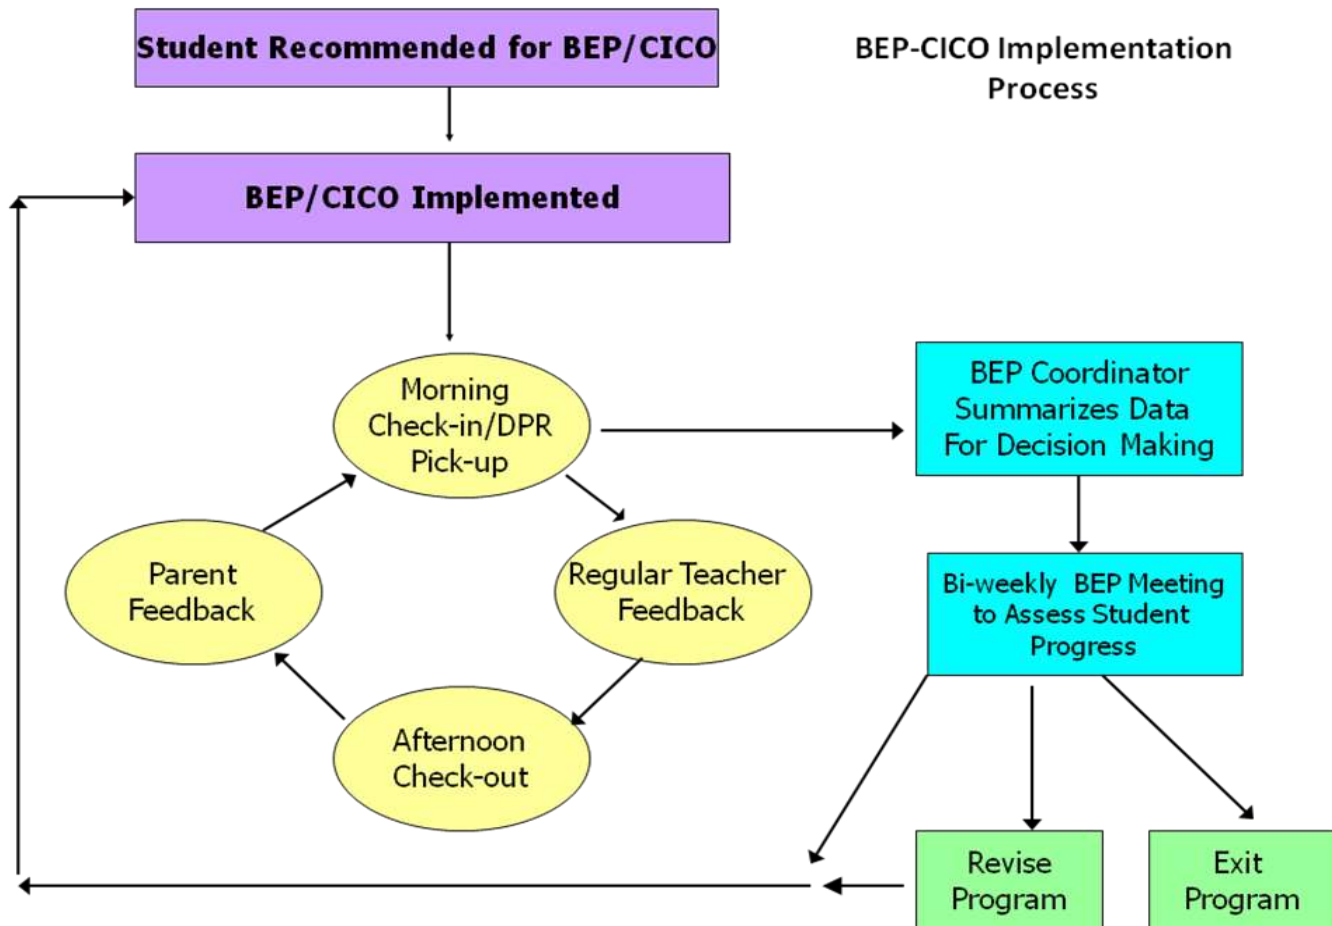 Student Recommended for BEP/CICO
BEP-CICO Implementation
Process
BEP/CICO Implemented
Morning
Check-in/DPR
Pick-up
BEP Coordinator
Summarizes Data
For Decision Making
Parent
Feedback
Regular Teacher
Feedback
Bi-weekly BEP Meeting
to Assess Student
Progress
Afternoon
Check-out
Revise
Program
Exit
Program